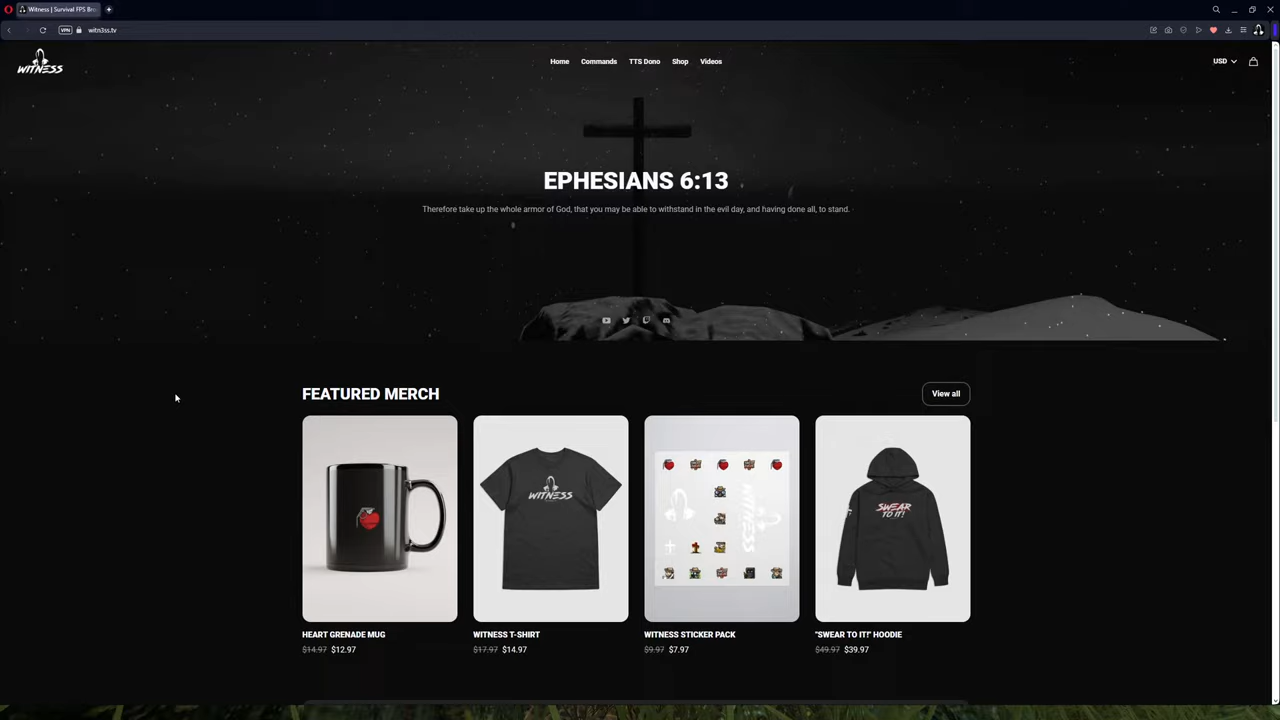 Witness | Survival FPS Bro
VPN
witn3ss.tv
WITNESS
Home Commands TTS Dono Shop Videos
USD
EPHESIANS 6:13
Therefore take up the whole armor of God, that you may be able to withstand in the evil day, and having done all, to stand.
FEATURED MERCH
View all
WITNESS
WITNESS
SWEAR
TO IT!
HEART GRENADE MUG
$14.97 $12.97
WITNESS T-SHIRT
$17.97 $14.97
WITNESS STICKER PACK
$9.97 $7.97
"SWEAR TO IT!" HOODIE
$49.97 $39.97